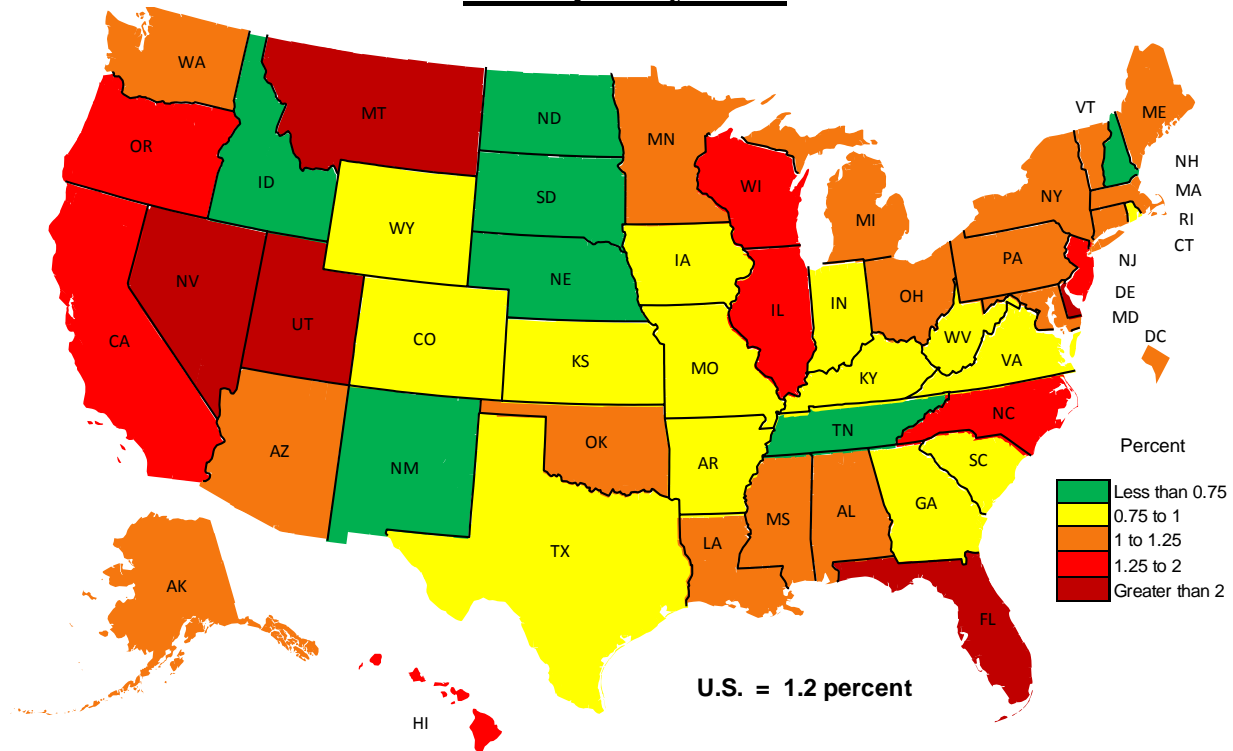 WA
MT
ND
MN
VT
ME
OR
ID
SD
WI
MI
NY
NH
MA
RI
CT
WY
NE
IA
PA
NJ
NV
UT
CO
IL
IN
OH
DE
MD
DC
CA
KS
MO
WV
VA
KY
AZ
NM
OK
AR
TN
NC
SC
MS
AL
GA
TX
LA
AK
FL
HI
Percent
Less than 0.75
0.75 to 1
1 to 1.25
1.25 to 2
Greater than 2
U.S. = 1.2 percent